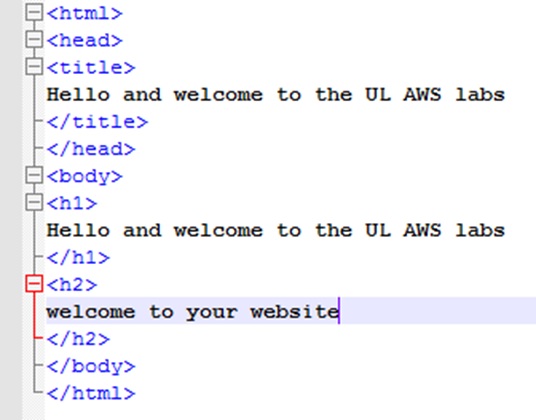 <html>
<head>
<title>
Hello and welcome to the UL AWS labs
</title>
</head>
<body>
<h1>
Hello and welcome to the UL AWS labs
</h1>
<h2>
welcome to your website
</h2>
</body>
</html>